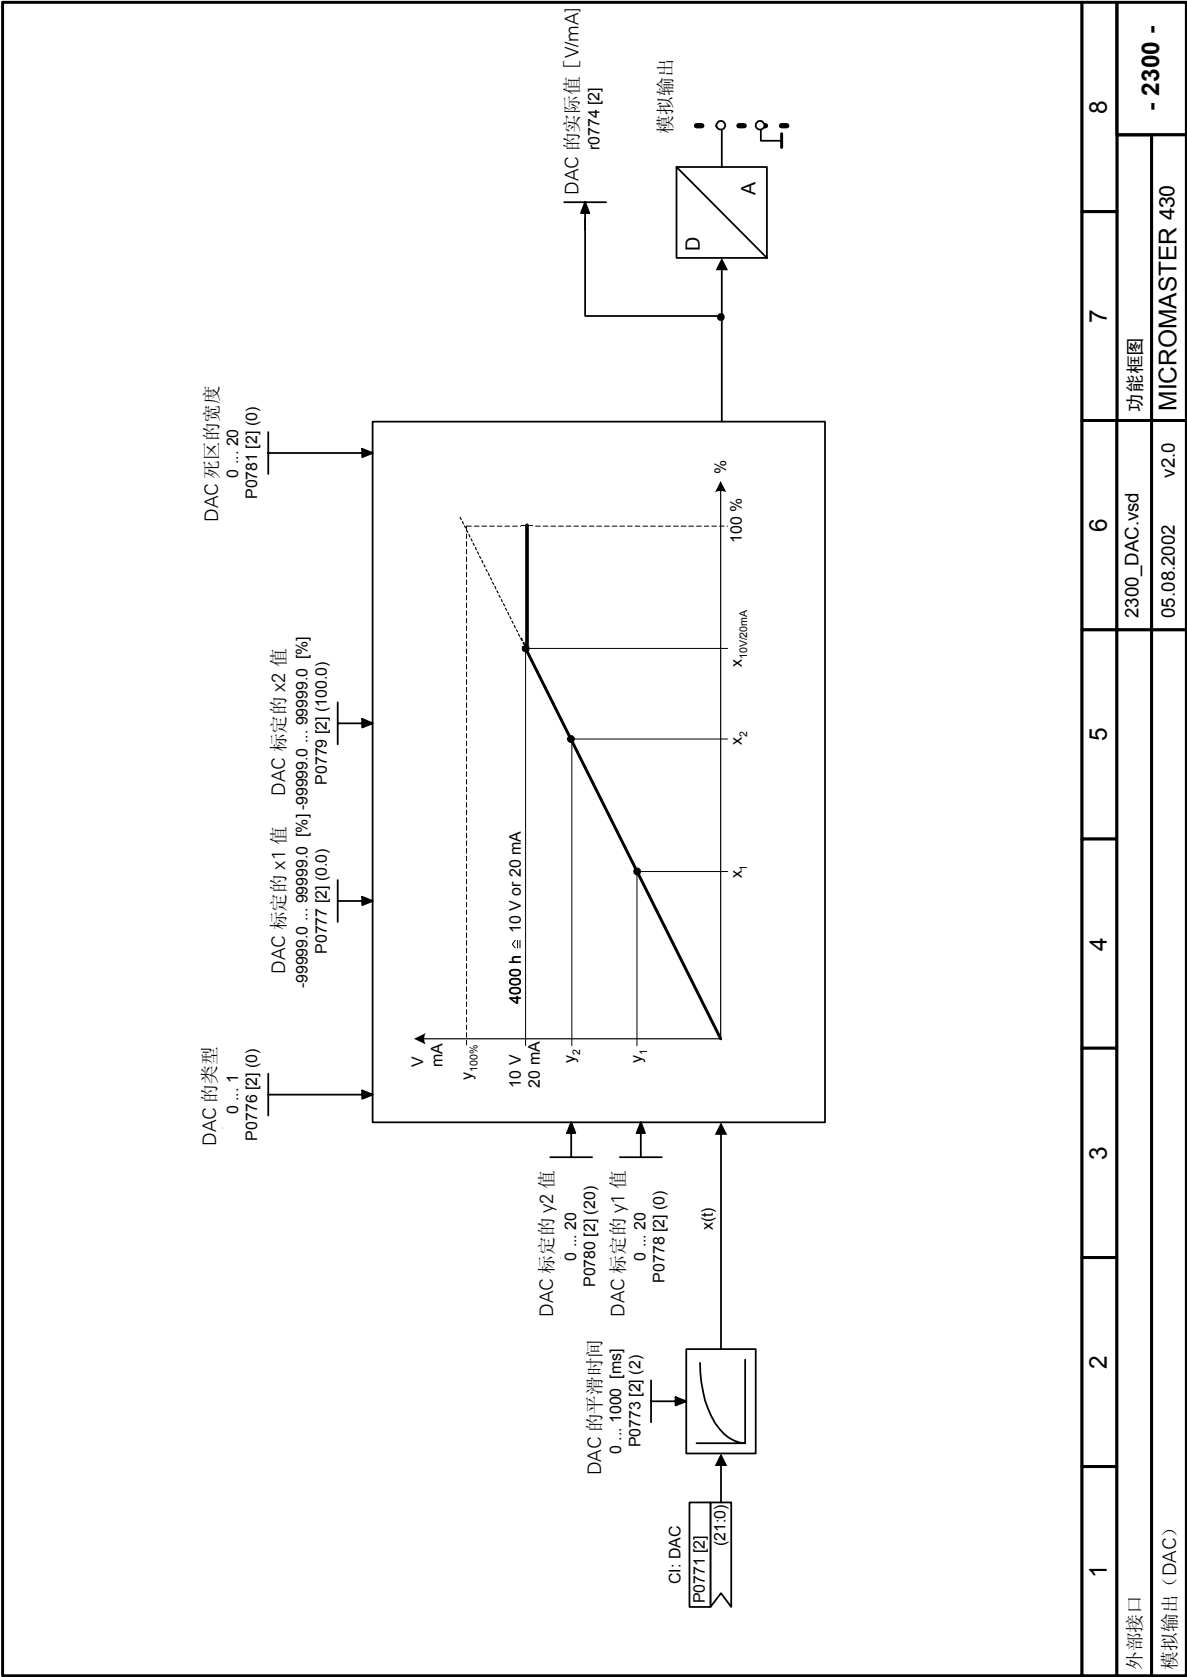 DAC 的类型
0 ... 1
P0776 [2] (0)
DAC 标定的 x1 值
-99999.0 ... 99999.0 [%]
P0777 [2] (0.0)
DAC 标定的 x2 值
-99999.0 ... 99999.0 [%]
P0779 [2] (100.0)
DAC 死区的宽度
0 ... 20
P0781 [2] (0)
CI: DAC
P0771 [2]
(21:0)
DAC 的平滑时间
0 ... 1000 [ms]
P0773 [2] (2)
DAC 标定的 y2 值
0 ... 20
P0780 [2] (20)
DAC 标定的 y1 值
0 ... 20
P0778 [2] (0)
x(t)
V
mA
y100%
10 V
20 mA
y2
y1
4000 h ≙ 10 V or 20 mA
x1
x2
x10V/20mA
100 %
%
DAC 的实际值 [V/mA]
r0774 [2]
模拟输出
D
A
1
2
3
4
5
6
7
8
外部接口
2300_DAC.vsd
功能框图
- 2300 -
模拟输出（DAC）
05.08.2002
v2.0
MICROMASTER 430